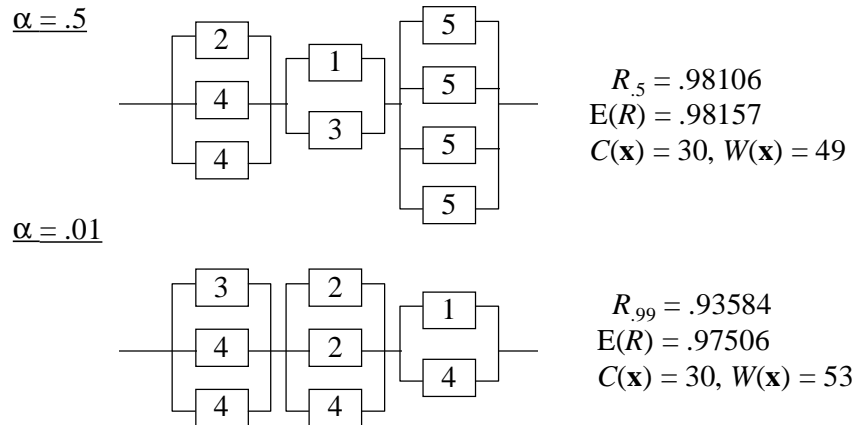 α = .5
2
4
4
1
3
5
5
5
5
R.5 = .98106
E(R) = .98157
C(x) = 30, W(x) = 49
α = .01
3
4
4
2
2
4
1
4
R.99 = .93584
E(R) = .97506
C(x) = 30, W(x) = 53